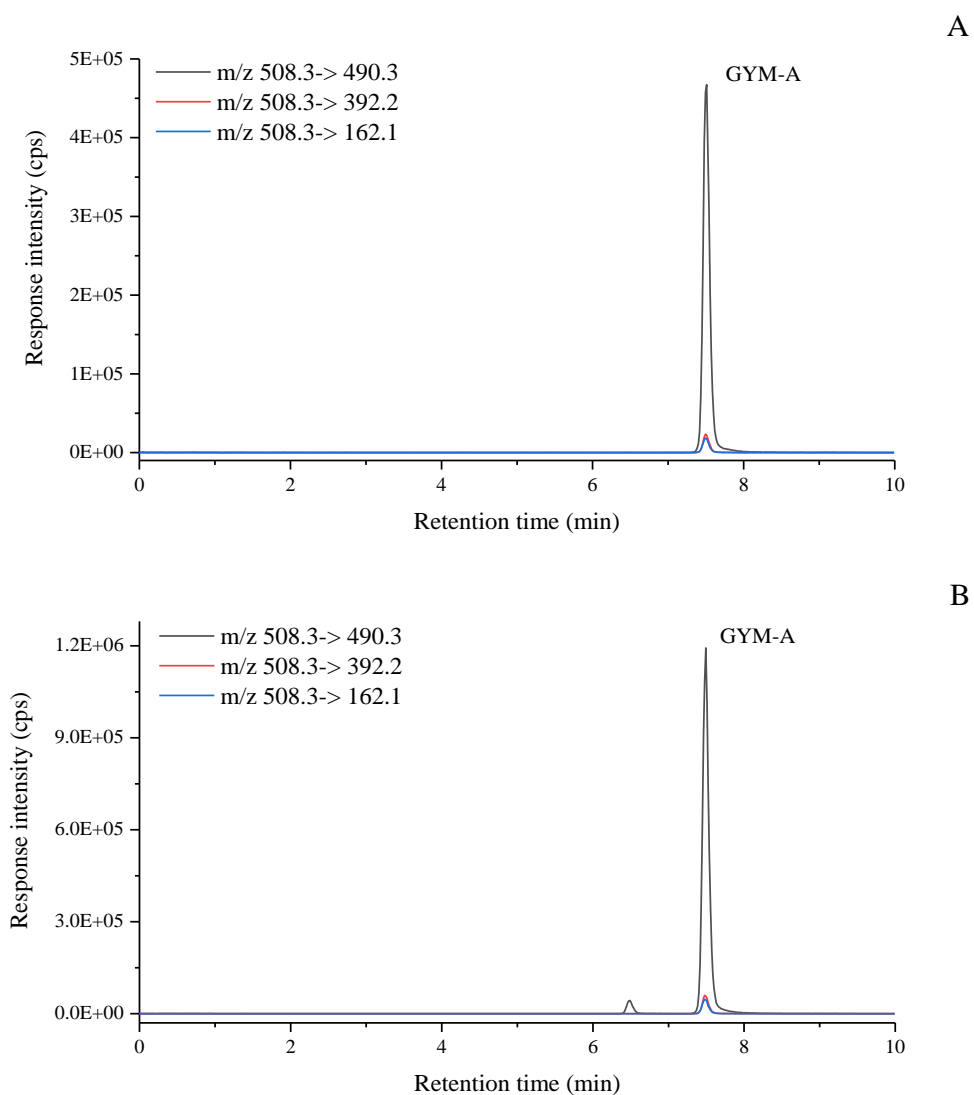 A
5E+05
4E+05
3E+05
2E+05
1E+05
0E+00
Response intensity (cps)
m/z 508.3-> 490.3
m/z 508.3-> 392.2
m/z 508.3-> 162.1
GYM-A
0 2 4 6 8 10
Retention time (min)
B
1.2E+06
9.0E+05
6.0E+05
3.0E+05
0.0E+00
Response intensity (cps)
m/z 508.3-> 490.3
m/z 508.3-> 392.2
m/z 508.3-> 162.1
GYM-A
0 2 4 6 8 10
Retention time (min)